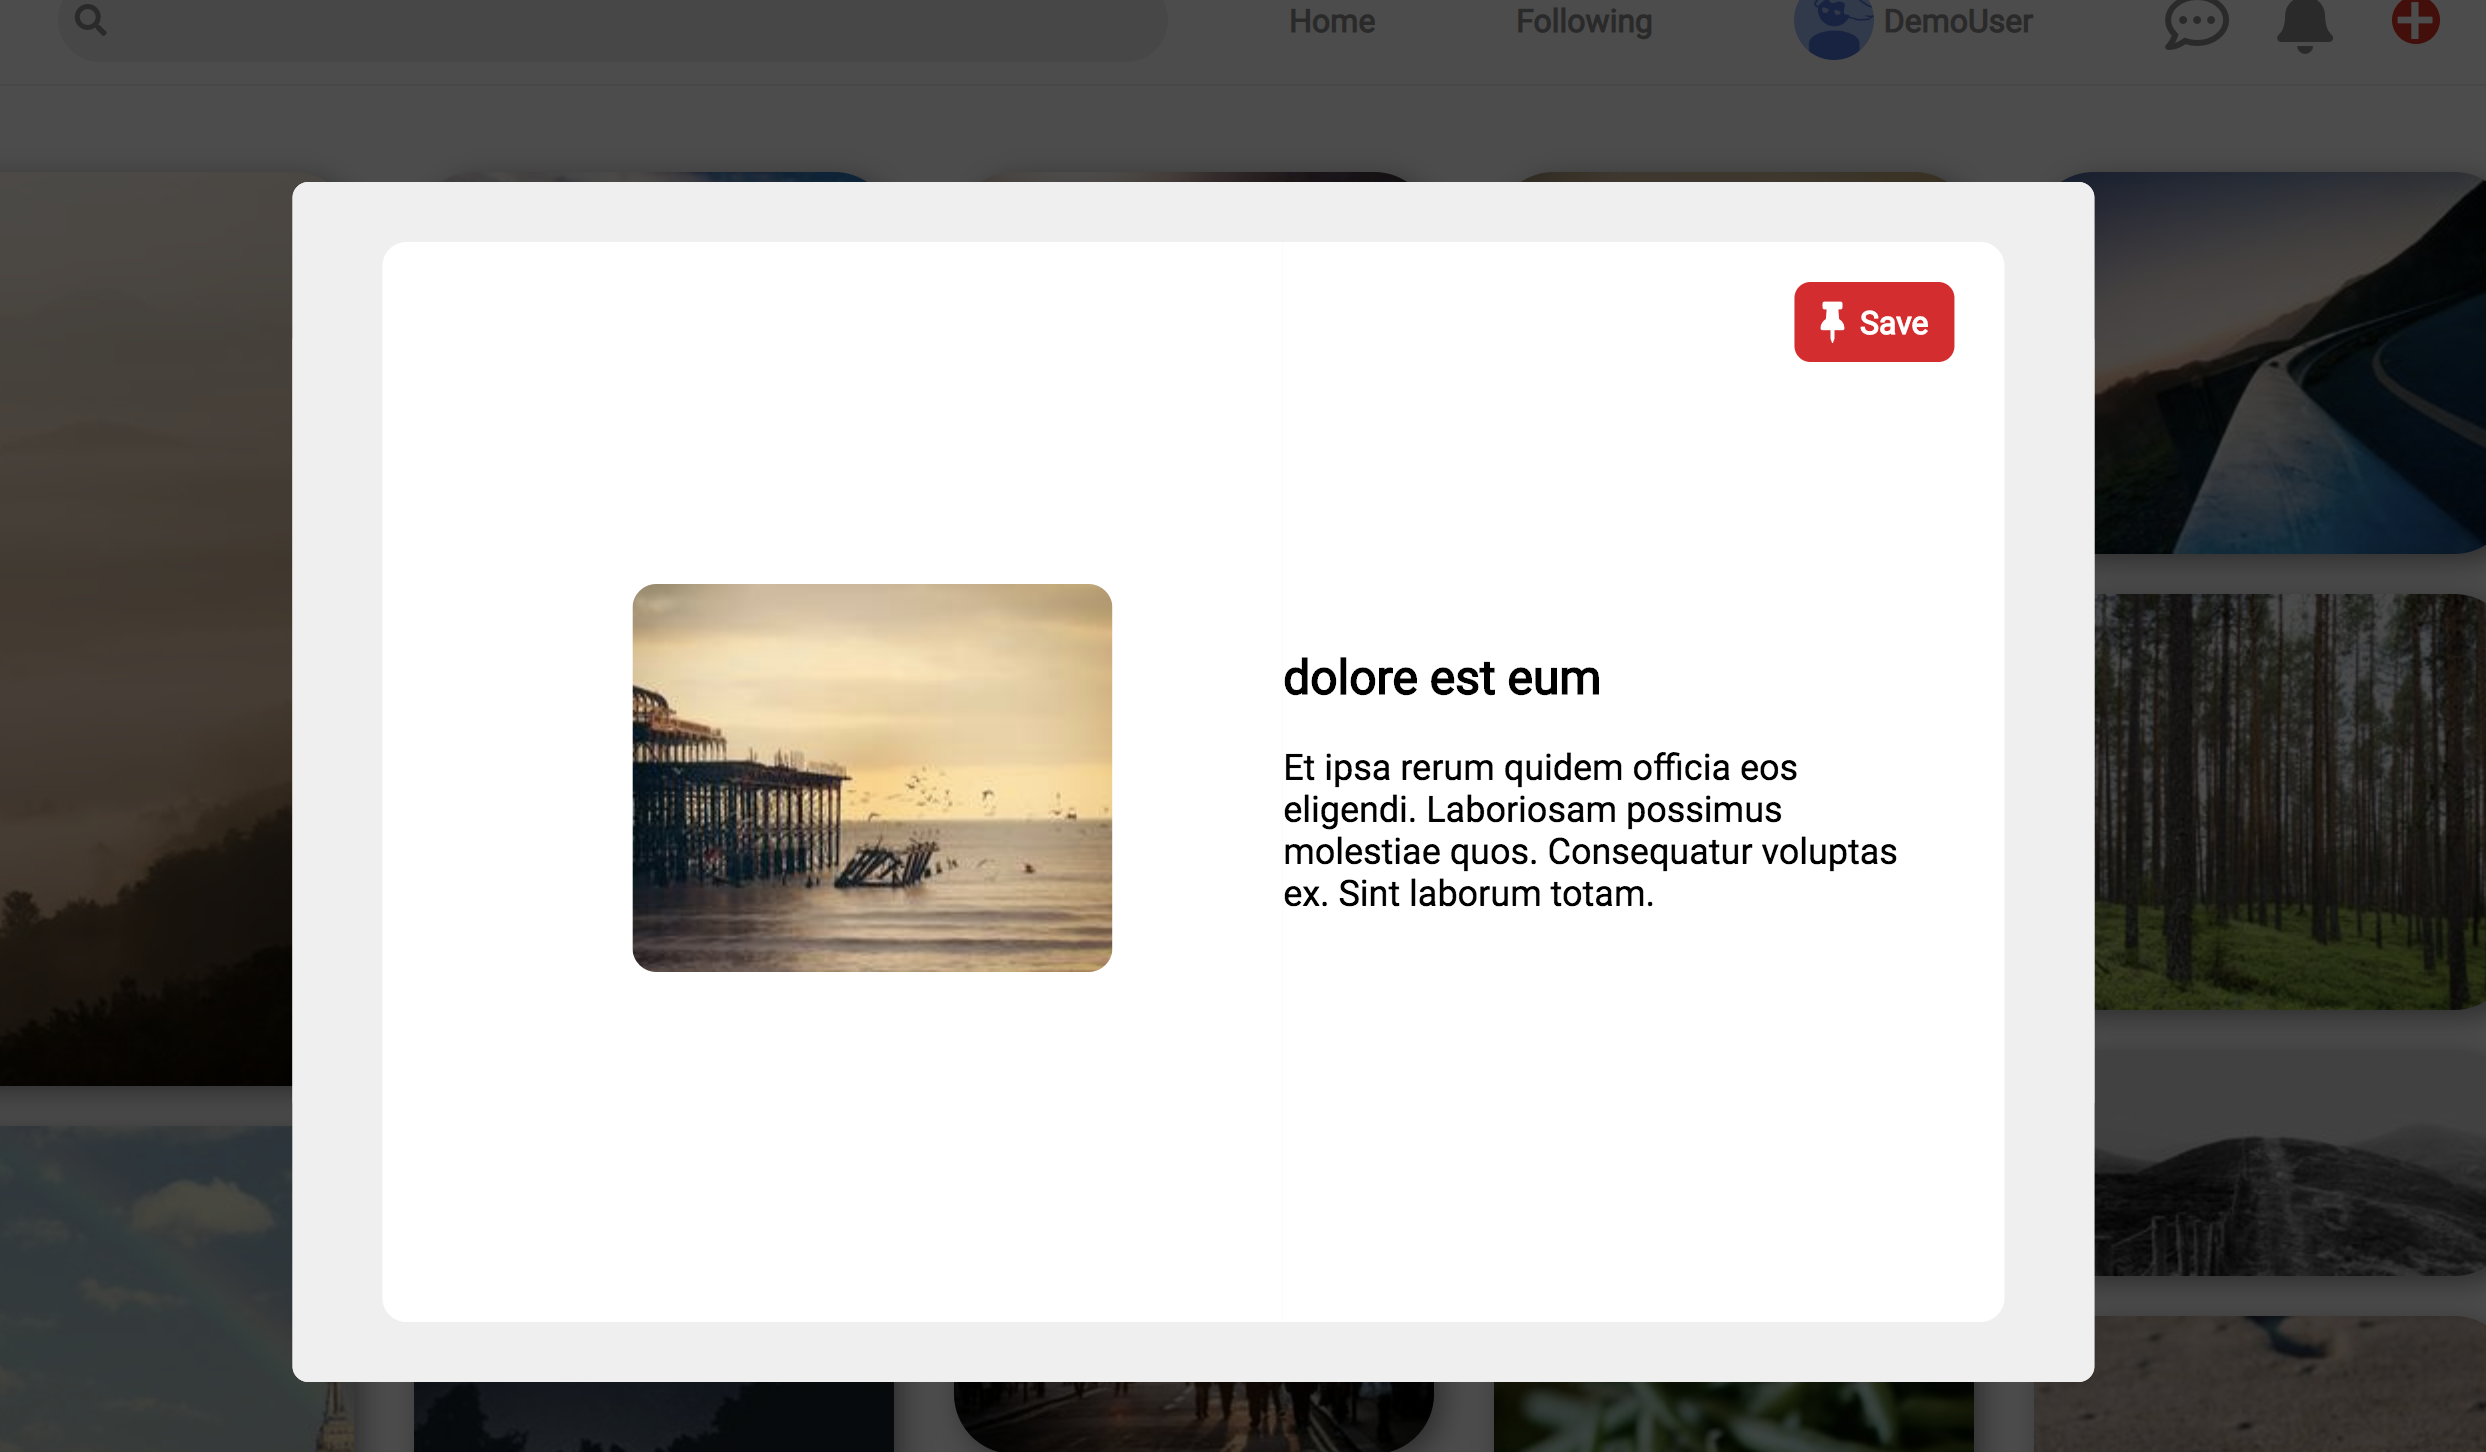 Home
Following
DemoUser
Save
dolore est eum
Et ipsa rerum quidem officia eos
eligendi. Laboriosam possimus
molestiae quos. Consequatur voluptas
ex. Sint laborum totam.